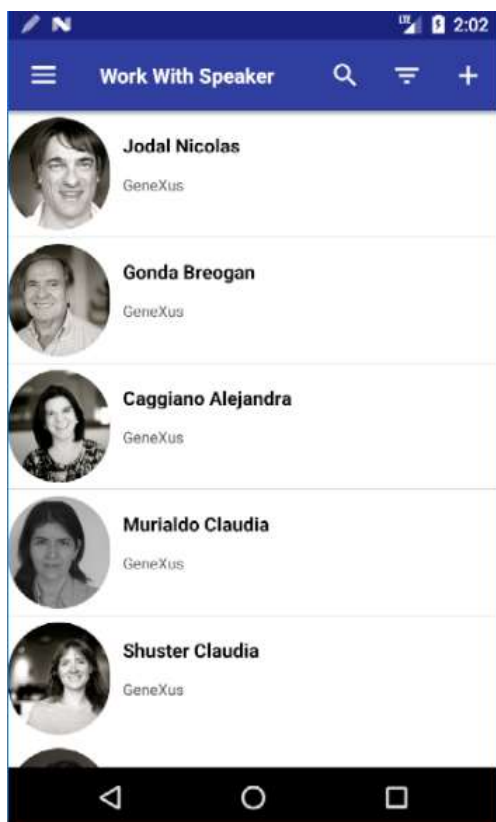 LTE 2:02
Work With Speaker
Jodal Nicolas
GeneXus
Gonda Breogan
GeneXus
Caggiano Alejandra
GeneXus
Murialdo Claudia
GeneXus
Shuster Claudia
GeneXus